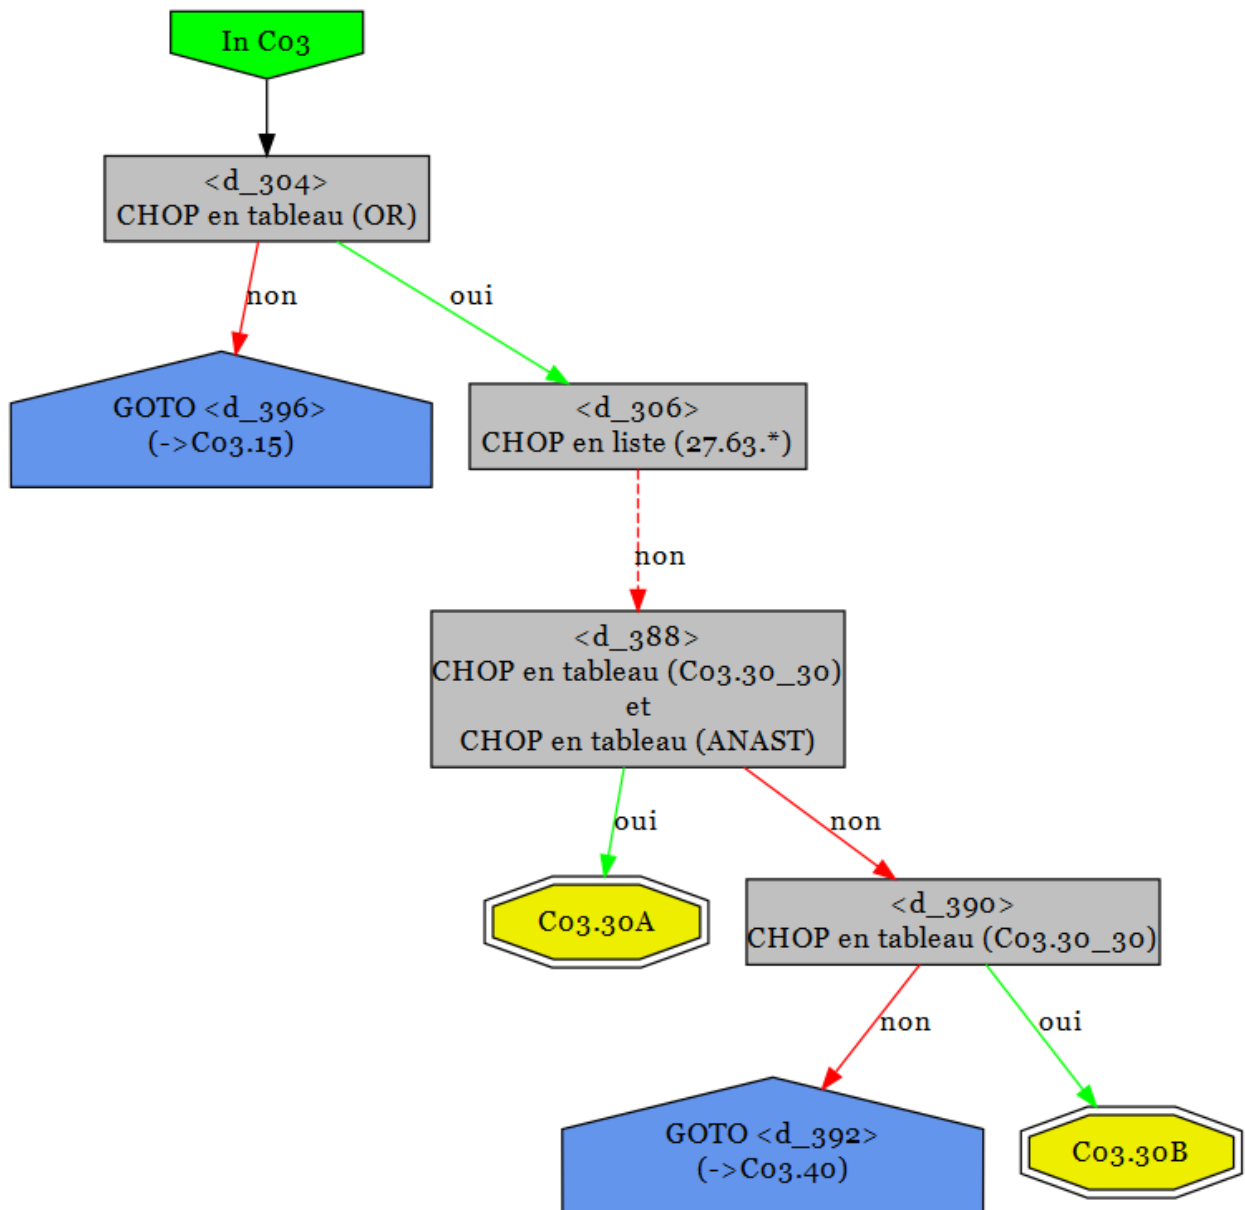 In C03
<d_304>
CHOP en tableau (OR)
non
oui
GOTO <d_396>
(->C03.15)
<d_306>
CHOP en liste (27.63.*)
non
<d_388>
CHOP en tableau (C03.30_30)
et
CHOP en tableau (ANAST)
oui
non
C03.30A
<d_390>
CHOP en tableau (C03.30_30)
non
oui
GOTO <d_392>
(->C03.40)
C03.30B